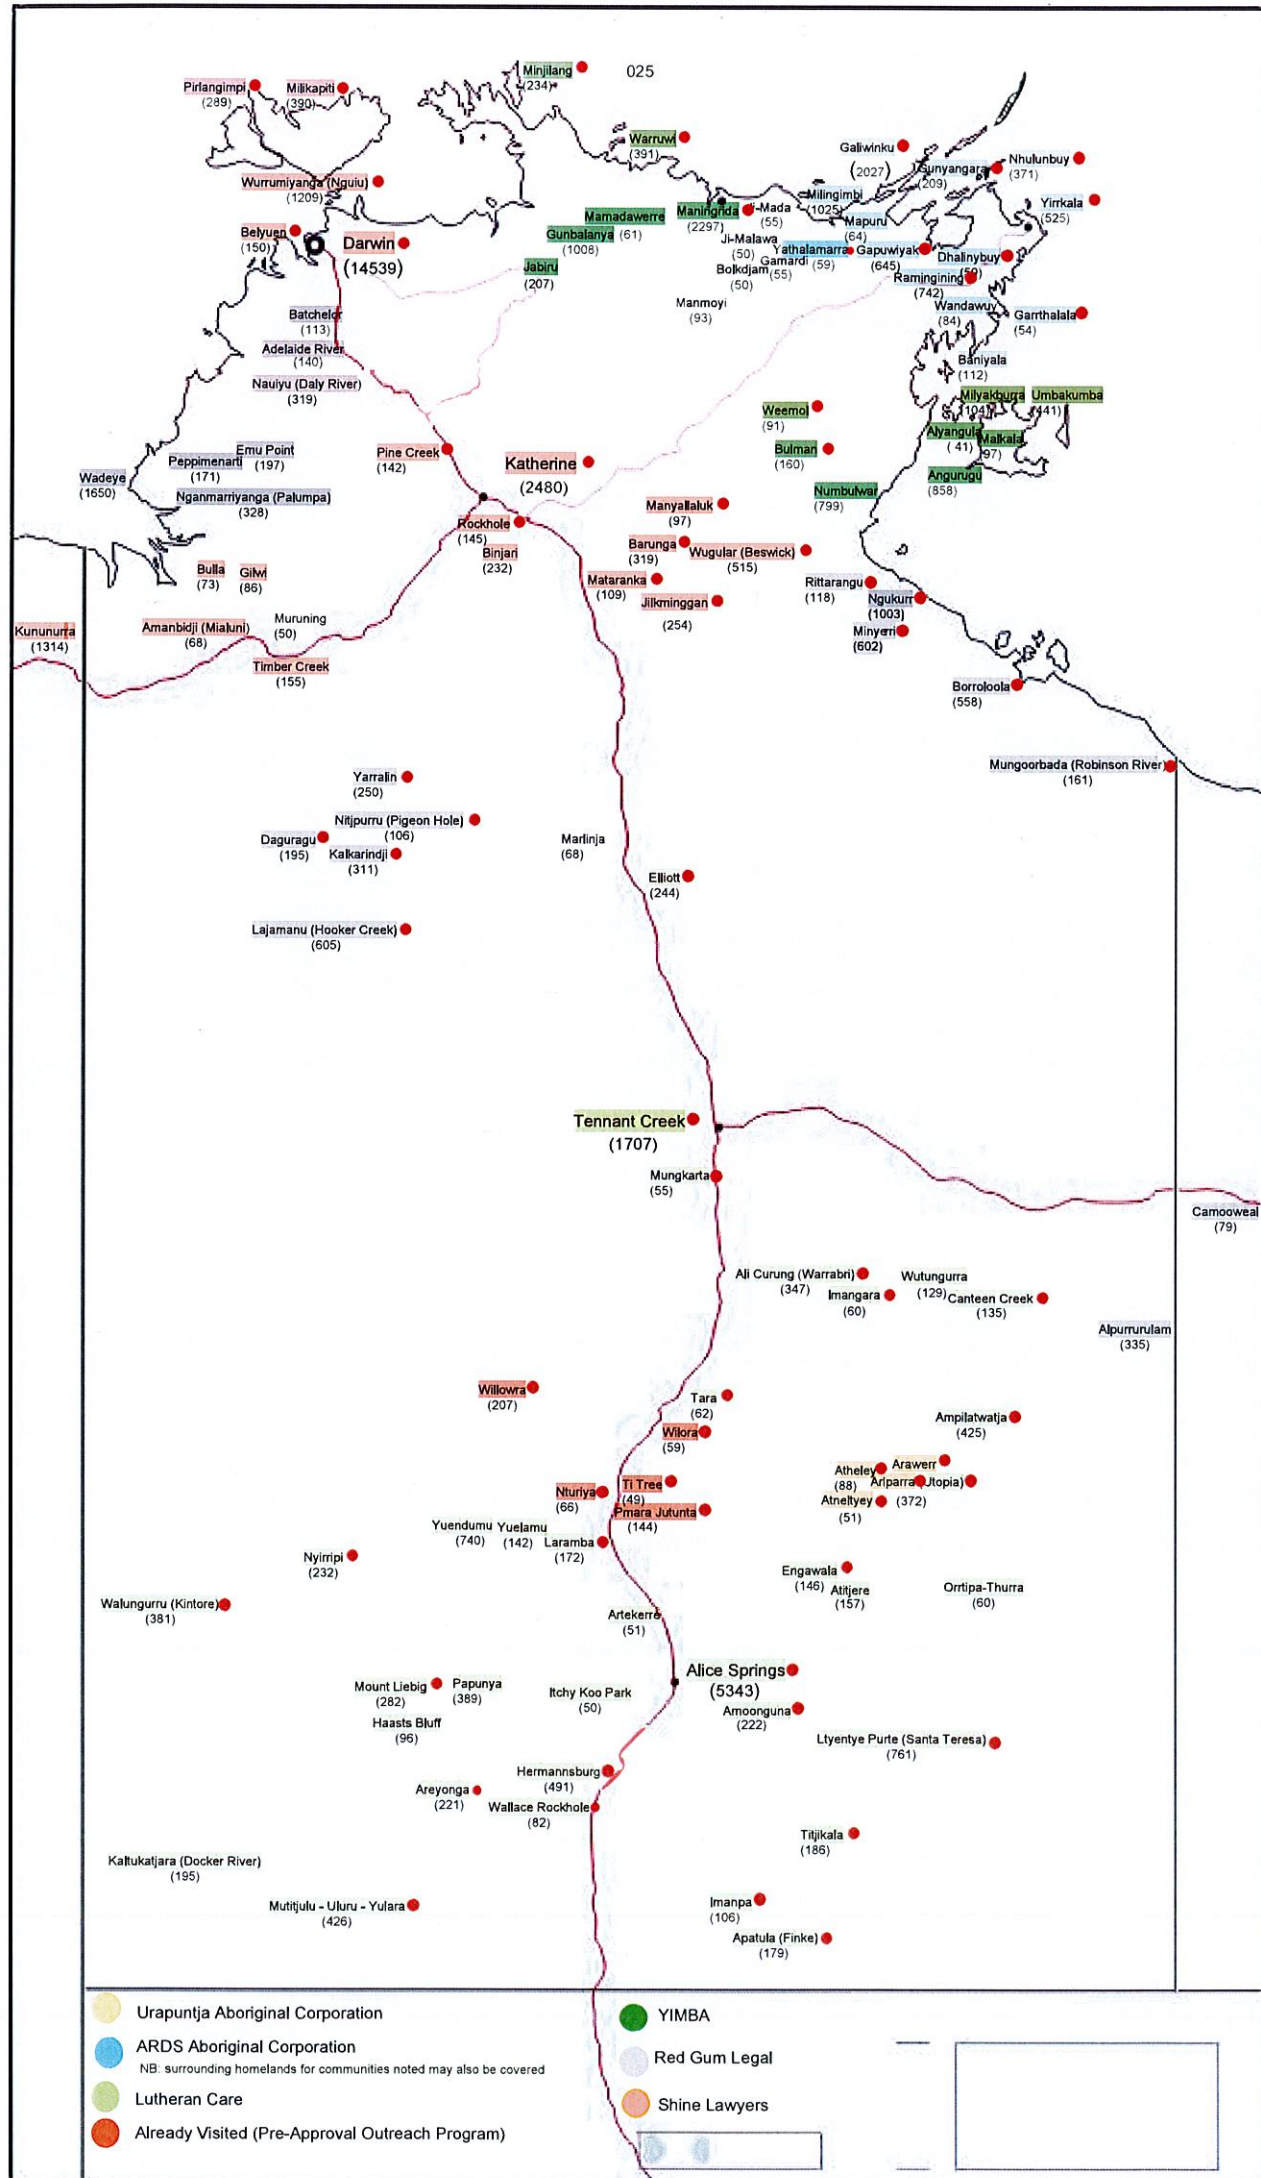 025
Minjilang
(234)
Pirlangimpi
(289)
Milikapiti
(390)
Warruwi
(391)
Galiwinku
(2027)
Gunyangara
(209)
Nhulunbuy
(371)
Wurrumiyanga (Nguiu)
(1209)
Milingimbi
(1025)
Yirrkala
(525)
Mamadawerre
(61)
Maningrida
(2297)
ji-Mada
(55)
Mapuru
(64)
Belyuen
(150)
Darwin
(14539)
Gunbalanya
(1008)
Ji-Malawa
(50)
Yathalamarra
(59)
Gapuwiyak
(645)
Dhalinybuy
(59)
Gamardi
(55)
Jabiru
(207)
Bolkdjam
(50)
Ramingining
(742)
Manmoyi
(93)
Wandawuy
(84)
Garrthalala
(54)
Batchelor
(113)
Adelaide River
(140)
Baniyala
(112)
Nauiyu (Daly River)
(319)
Milyakburra
(104)
Umbakumba
(441)
Weemol
(91)
Alyangula
(41)
Malkala
(97)
Bulman
(160)
Emu Point
(197)
Pine Creek
(142)
Katherine
(2480)
Peppimenarti
(171)
Wadeye
(1650)
Angurugu
(858)
Nganmarriyanga (Palumpa)
(328)
Numbulwar
(799)
Manyallaluk
(97)
Rockhole
(145)
Binjari
(232)
Barunga
(319)
Wugular (Beswick)
(515)
Bulla
(73)
Gilwi
(86)
Mataranka
(109)
Rittarangu
(118)
Jilkminggan
(254)
Ngukurr
(1003)
Muruning
(50)
Kununurra
(1314)
Amanbidji (Mialuni)
(68)
Minyerri
(602)
Timber Creek
(155)
Borroloola
(558)
Mungoorbada (Robinson River)
(161)
Yarralin
(250)
Nitjpurru (Pigeon Hole)
(106)
Daguragu
(195)
Kalkarindji
(311)
Marlinja
(68)
Elliott
(244)
Lajamanu (Hooker Creek)
(605)
Tennant Creek
(1707)
Mungkarta
(55)
Camooweal
(79)
Ali Curung (Warrabri)
(347)
Wutungurra
(129)
Imangara
(60)
Canteen Creek
(135)
Alpurrurulam
(335)
Willowra
(207)
Tara
(62)
Ampilatwatja
(425)
Wilora
(59)
Atheley
(88)
Arawerr
Arlparra (Utopia)
(372)
Ti Tree
(49)
Nturiya
(66)
Atneltyey
(51)
Pmara Jutunta
(144)
Yuendumu
(740)
Yuelamu
(142)
Laramba
(172)
Nyirripi
(232)
Engawala
(146)
Atitjere
(157)
Orrtipa-Thurra
(60)
Walungurru (Kintore)
(381)
Artekerre
(51)
Alice Springs
(5343)
Mount Liebig
(282)
Papunya
(389)
Itchy Koo Park
(50)
Amoonguna
(222)
Haasts Bluff
(96)
Ltyentye Purte (Santa Teresa)
(761)
Hermannsburg
(491)
Areyonga
(221)
Wallace Rockhole
(82)
Titjikala
(186)
Kaltukatjara (Docker River)
(195)
Mutitjulu - Uluru - Yulara
(426)
Imanpa
(106)
Apatula (Finke)
(179)
Urapuntja Aboriginal Corporation
ARDS Aboriginal Corporation
NB: surrounding homelands for communities noted may also be covered
Lutheran Care
Already Visited (Pre-Approval Outreach Program)
YIMBA
Red Gum Legal
Shine Lawyers